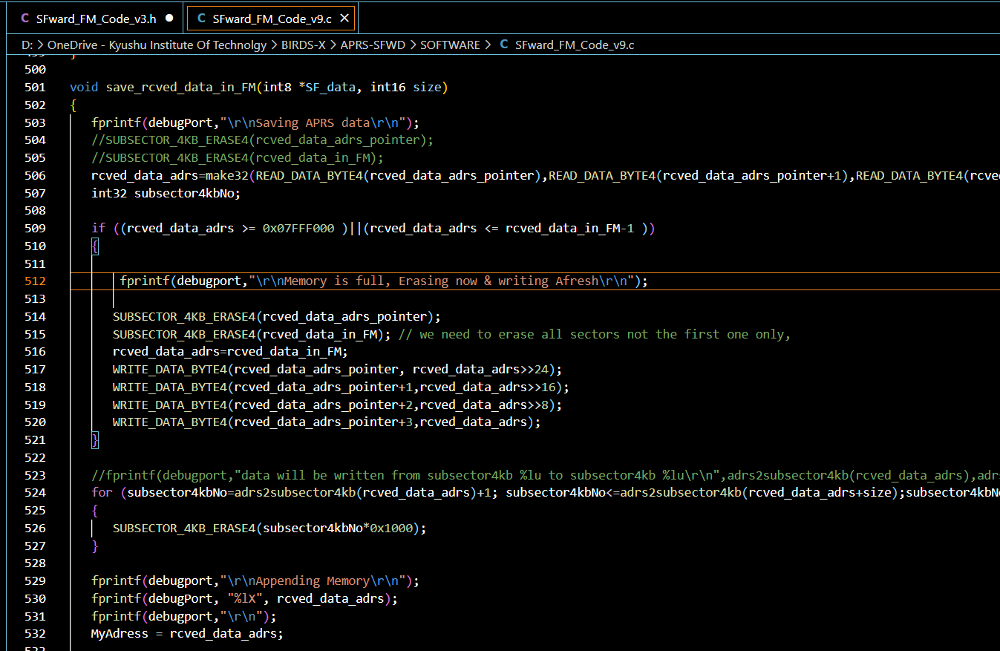 C SFward_FM_Code_v3.h ●
C SFward_FM_Code_v9.c ×
D: > OneDrive - Kyushu Institute Of Technolgy > BIRDS-X > APRS-SFWD > SOFTWARE > C SFward_FM_Code_v9.c
500
501 void save_rcved_data_in_FM(int8 *SF_data, int16 size)
502 {
503 fprintf(debugPort,"\r\nSaving APRS data\r\n");
504 //SUBSECTOR_4KB_ERASE4(rcved_data_adrs_pointer);
505 //SUBSECTOR_4KB_ERASE4(rcved_data_in_FM);
506 rcved_data_adrs=make32(READ_DATA_BYTE4(rcved_data_adrs_pointer),READ_DATA_BYTE4(rcved_data_adrs_pointer+1),READ_DATA_BYTE4(rcve
507 int32 subsector4kbNo;
508
509 if ((rcved_data_adrs >= 0x07FFF000 )||(rcved_data_adrs <= rcved_data_in_FM-1 ))
510 {
511
512 fprintf(debugport,"\r\nMemory is full, Erasing now & writing Afresh\r\n");
513
514 SUBSECTOR_4KB_ERASE4(rcved_data_adrs_pointer);
515 SUBSECTOR_4KB_ERASE4(rcved_data_in_FM); // we need to erase all sectors not the first one only,
516 rcved_data_adrs=rcved_data_in_FM;
517 WRITE_DATA_BYTE4(rcved_data_adrs_pointer, rcved_data_adrs>>24);
518 WRITE_DATA_BYTE4(rcved_data_adrs_pointer+1,rcved_data_adrs>>16);
519 WRITE_DATA_BYTE4(rcved_data_adrs_pointer+2,rcved_data_adrs>>8);
520 WRITE_DATA_BYTE4(rcved_data_adrs_pointer+3,rcved_data_adrs);
521 }
522
523 //fprintf(debugport,"data will be written from subsector4kb %lu to subsector4kb %lu\r\n",adrs2subsector4kb(rcved_data_adrs),adr
524 for (subsector4kbNo=adrs2subsector4kb(rcved_data_adrs)+1; subsector4kbNo<=adrs2subsector4kb(rcved_data_adrs+size);subsector4kbN
525 {
526 SUBSECTOR_4KB_ERASE4(subsector4kbNo*0x1000);
527 }
528
529 fprintf(debugport,"\r\nAppending Memory\r\n");
530 fprintf(debugPort, "%lX", rcved_data_adrs);
531 fprintf(debugport,"\r\n");
532 MyAdress = rcved_data_adrs;